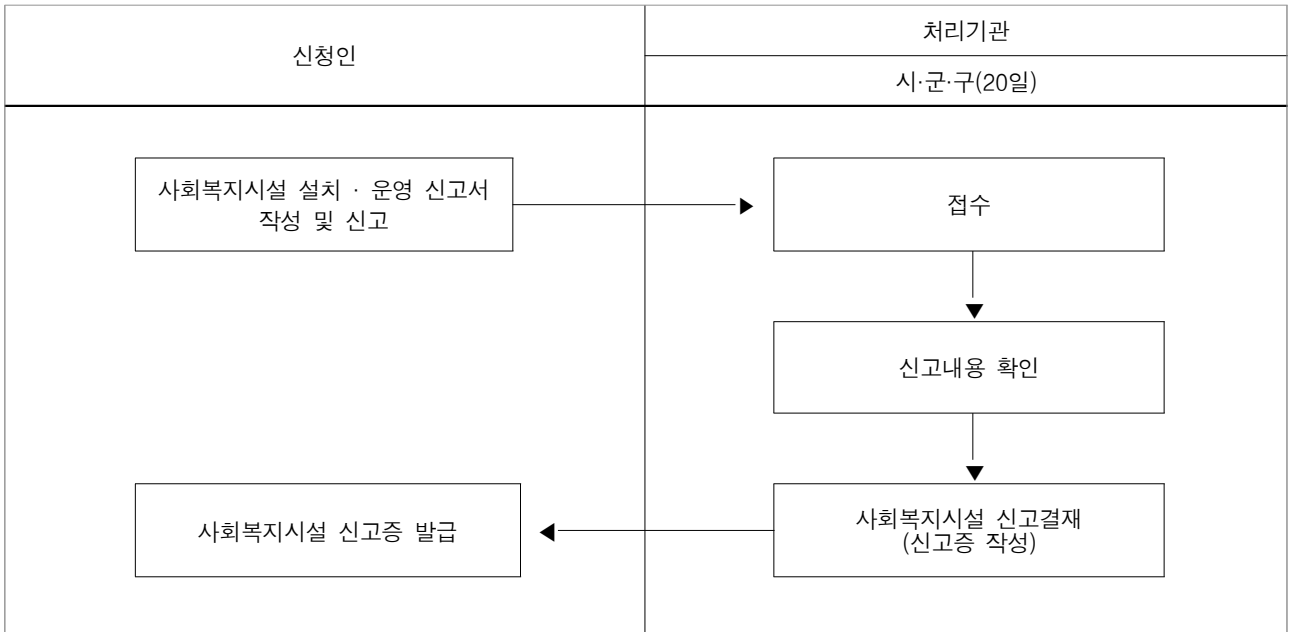 신청인
처리기관
시·군·구(20일)
사회복지시설 설치 · 운영 신고서
작성 및 신고
접수
신고내용 확인
사회복지시설 신고결재
(신고증 작성)
사회복지시설 신고증 발급